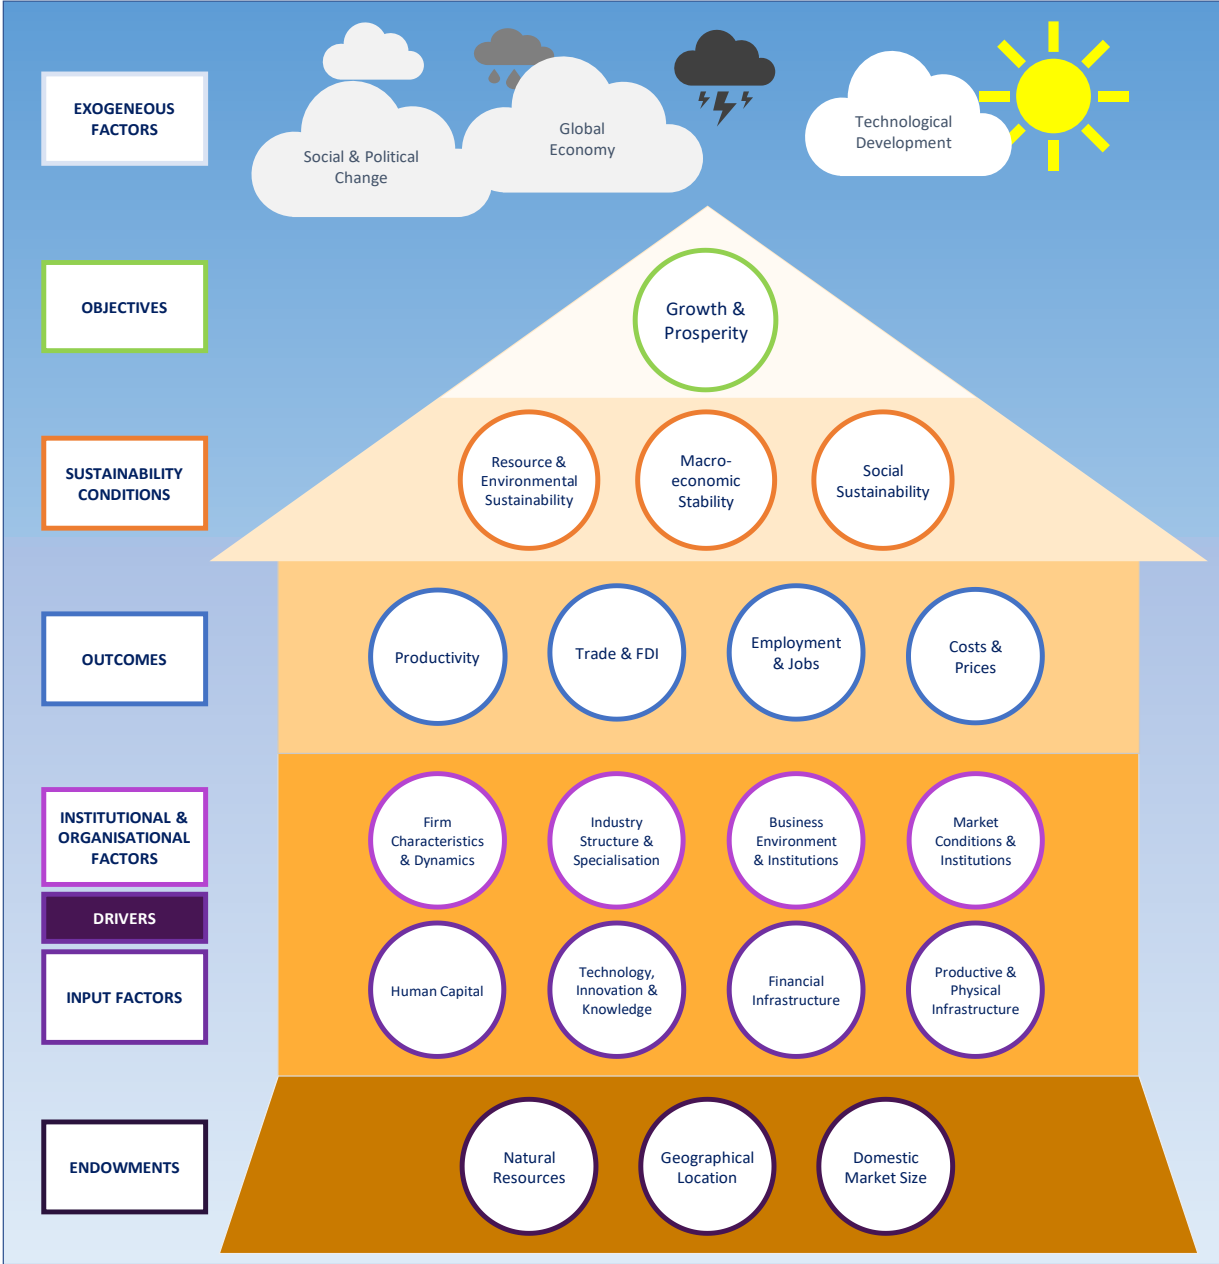 EXOGENEOUS
FACTORS
Social & Political
Change
Global
Economy
Technological
Development
OBJECTIVES
Growth &
Prosperity
SUSTAINABILITY
CONDITIONS
Resource &
Environmental
Sustainability
Macro-
economic
Stability
Social
Sustainability
OUTCOMES
Productivity
Trade & FDI
Employment
& Jobs
Costs &
Prices
INSTITUTIONAL &
ORGANISATIONAL
FACTORS
Firm
Characteristics
& Dynamics
Industry
Structure &
Specialisation
Business
Environment
& Institutions
Market
Conditions &
Institutions
DRIVERS
INPUT FACTORS
Human Capital
Technology,
Innovation &
Knowledge
Financial
Infrastructure
Productive &
Physical
Infrastructure
ENDOWMENTS
Natural
Resources
Geographical
Location
Domestic
Market Size